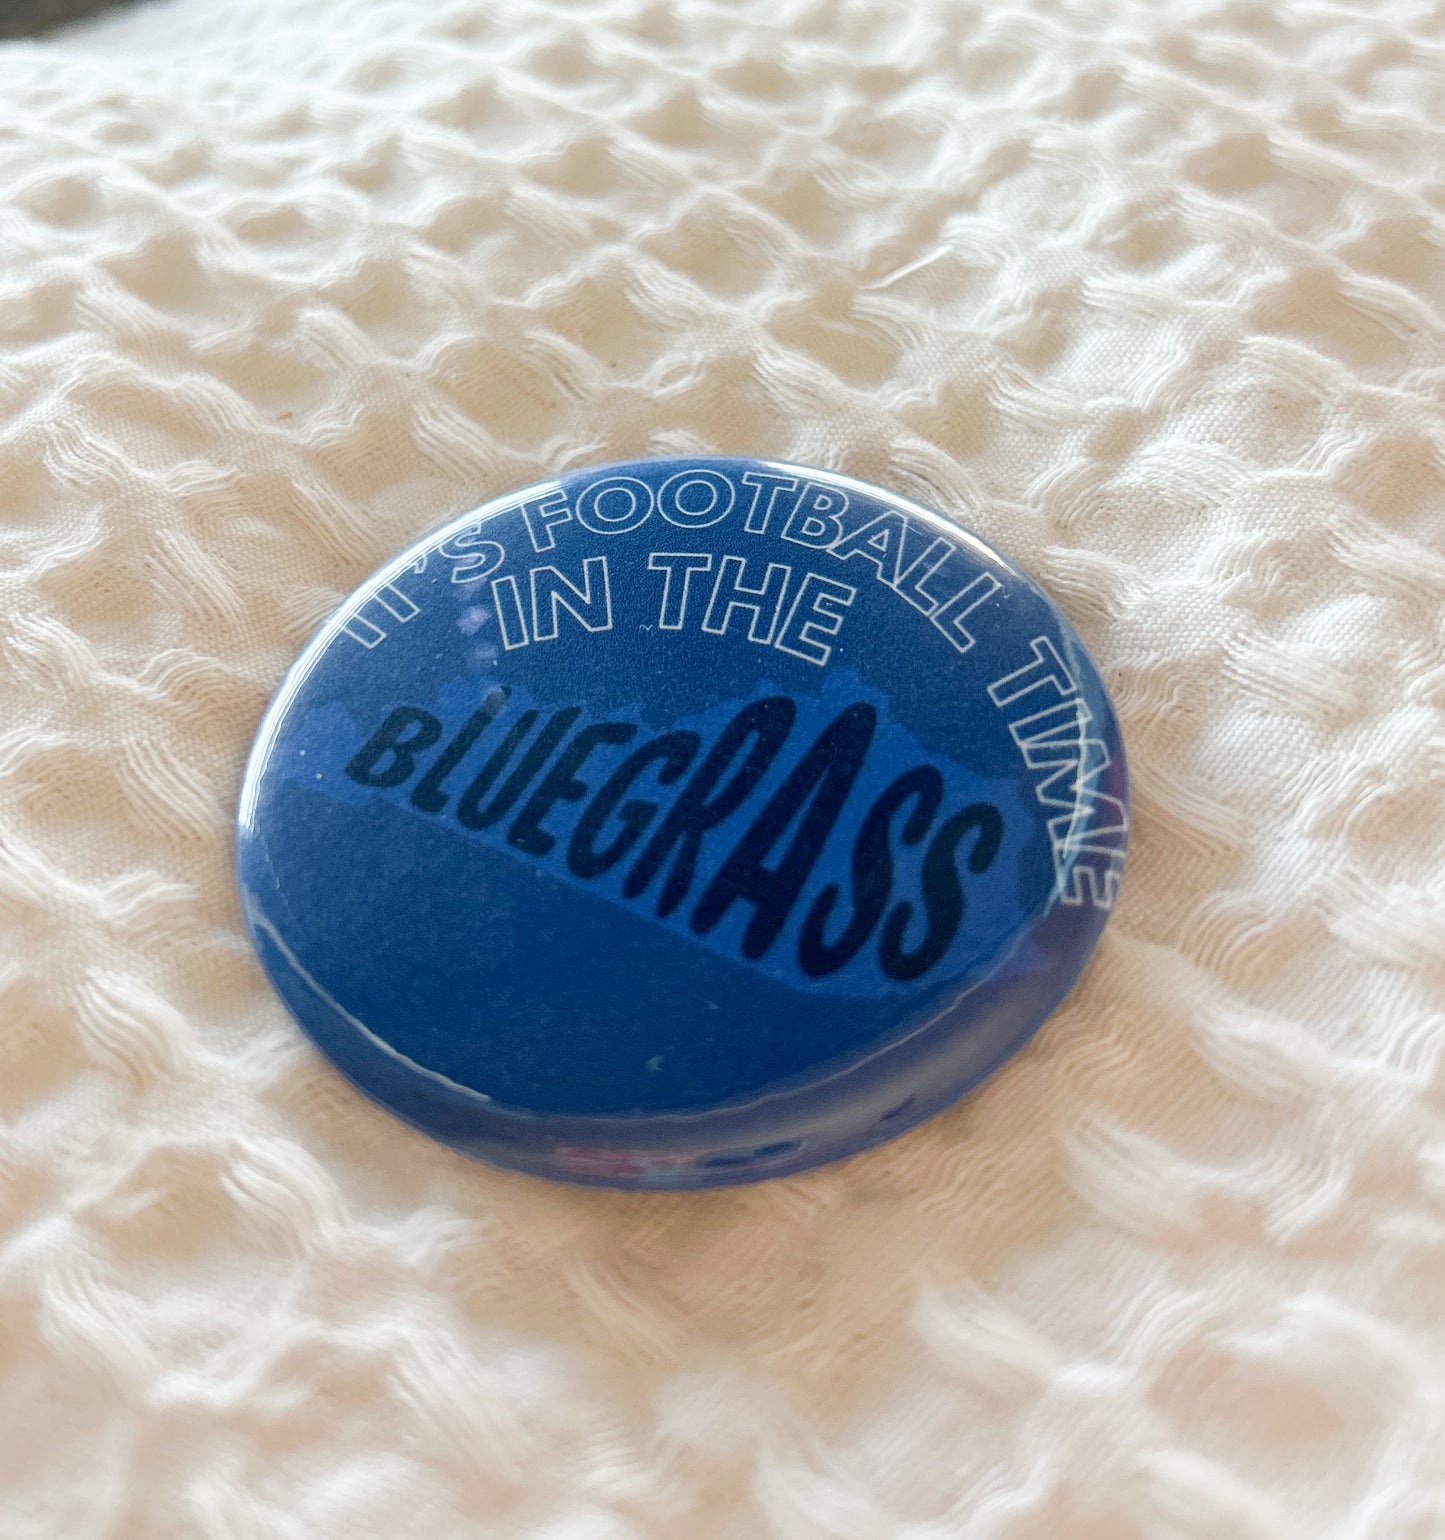 IT'S FOOTBALL TIME
IN THE
BLUEGRASS